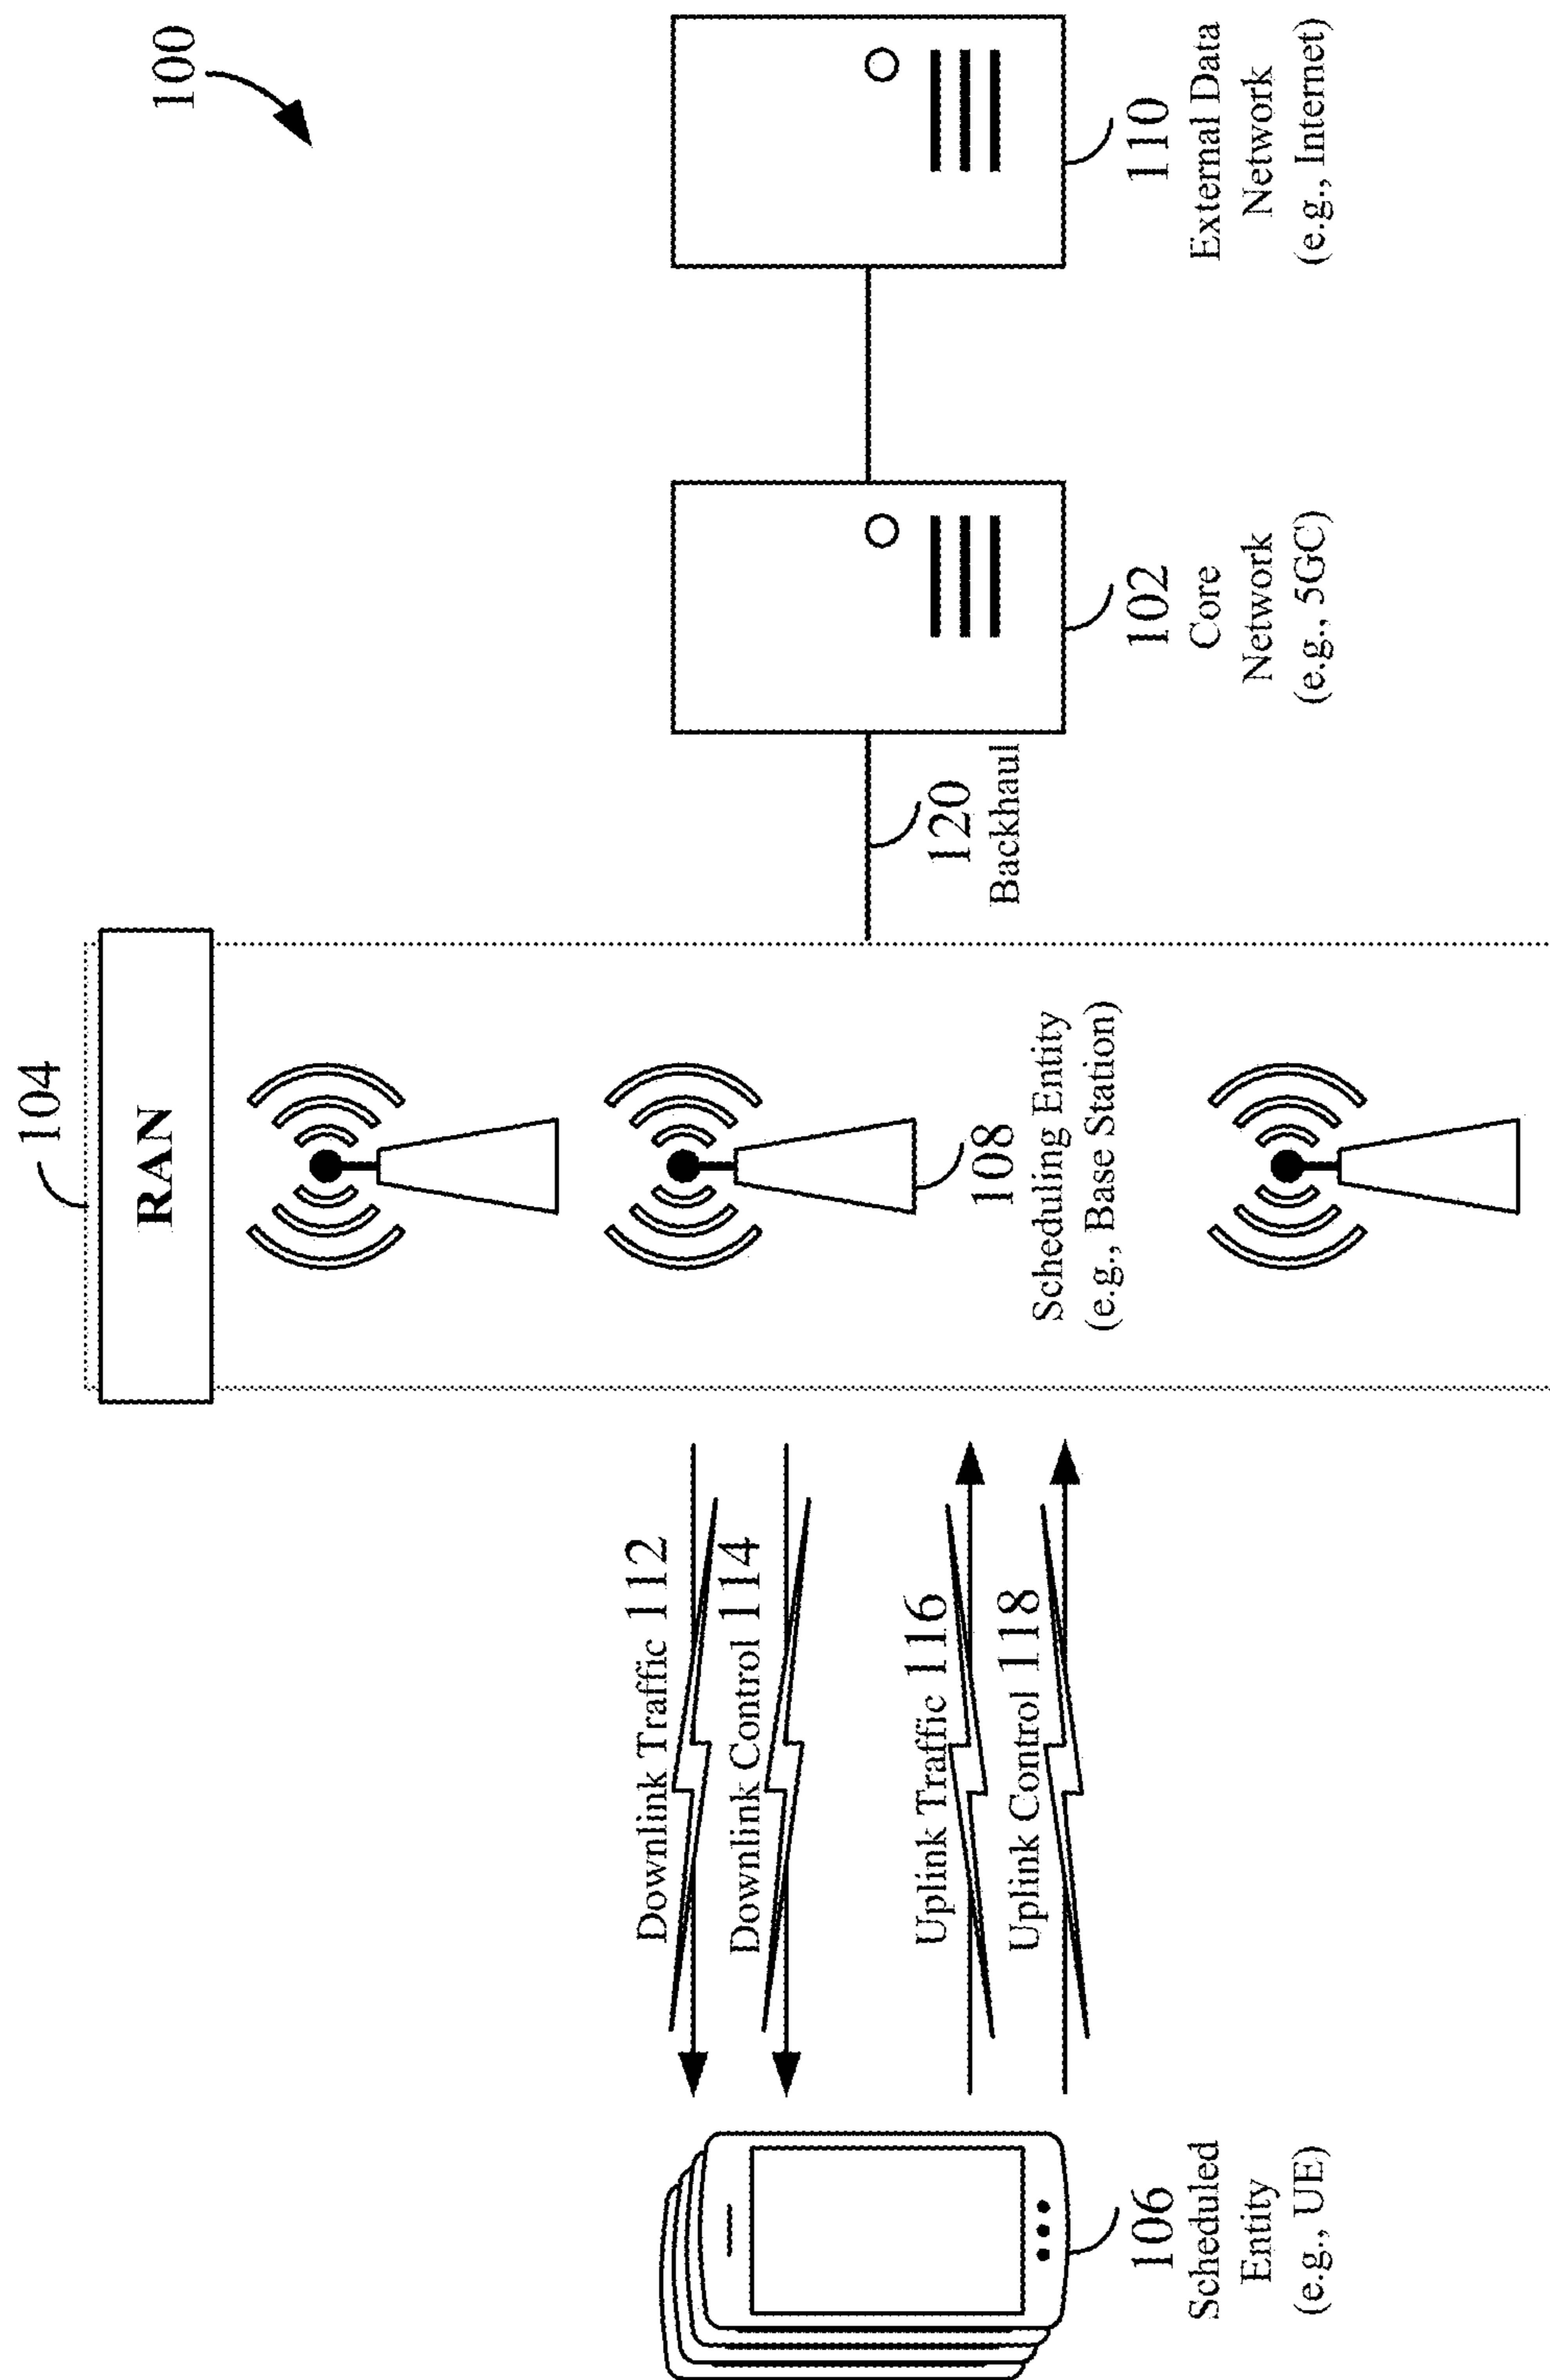 100
104
RAN
Downlink Traffic 112
Downlink Control 114
Uplink Traffic 116
Uplink Control 118
106
Scheduled
Entity
(e.g., UE)
108
Scheduling Entity
(e.g., Base Station)
120
Backhaul
102
Core
Network
(e.g., 5GC)
110
External Data
Network
(e.g., Internet)